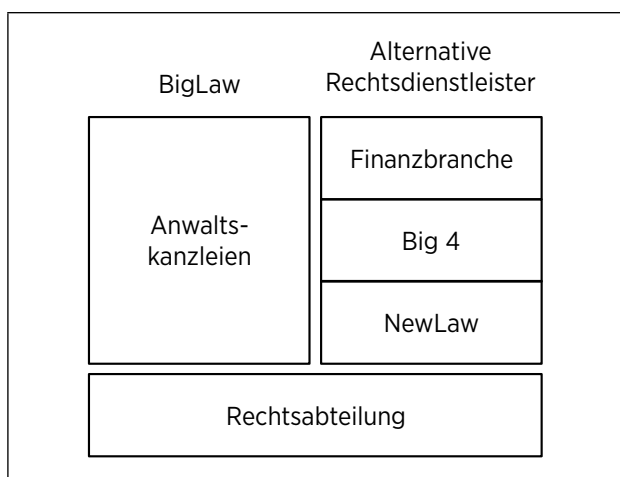 BigLaw
Alternative
Rechtsdienstleister
Anwalts-
kanzleien
Finanzbranche
Big 4
NewLaw
Rechtsabteilung